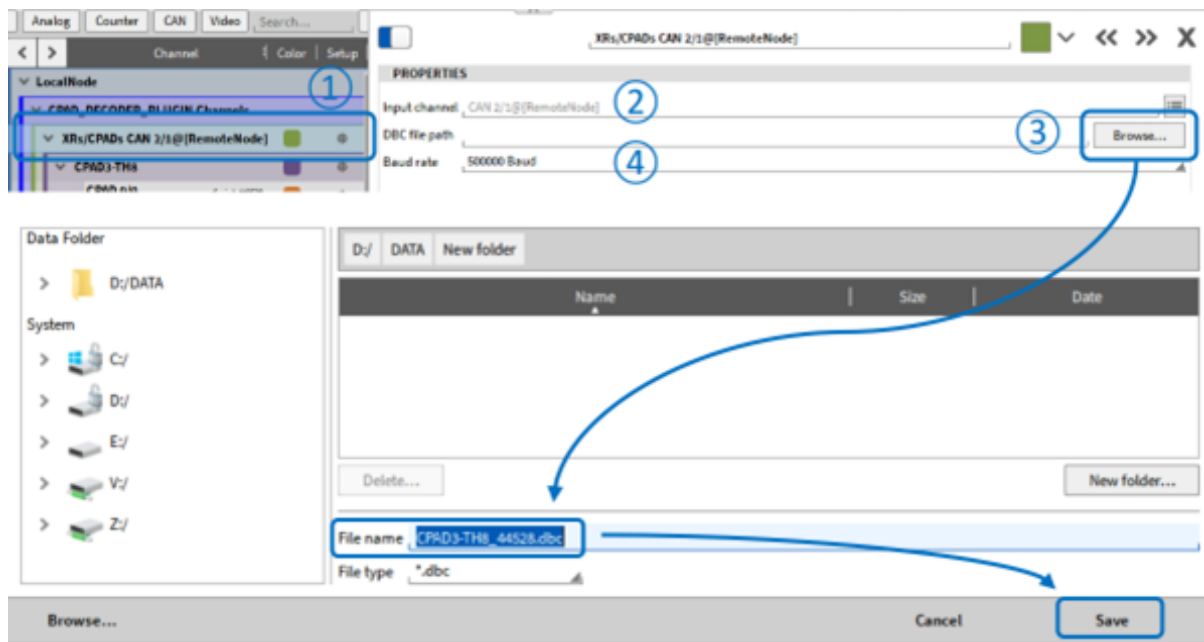 Analog Counter CAN Video Search...
Channel Color Setup
LocalNode
CPAD_DECODER_PLUGIN Channels
XRs/CPADs CAN 2/1@[RemoteNode]
CPAD3-TH8
①
XRs/CPADs CAN 2/1@[RemoteNode]
PROPERTIES
Input channel CAN 2/1@[RemoteNode] ②
DBC file path ③ Browse...
Baud rate 500000 Baud ④
Data Folder
D:/DATA
System
C:/
D:/
E:/
V:/
Z:/
D:/ DATA New folder
Name Size Date
Delete... New folder...
File name CPAD3-TH8_44528.dbc
File type *.dbc
Browse... Cancel Save